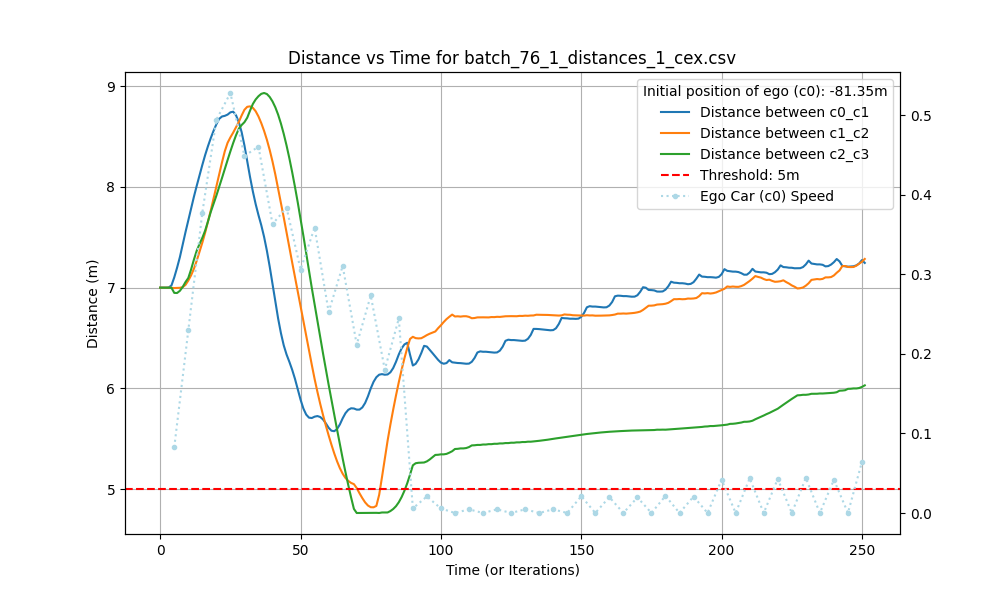 Distance vs Time for batch_76_1_distances_1_cex.csv
Initial position of ego (c0): -81.35m
Distance between c0_c1
Distance between c1_c2
Distance between c2_c3
Threshold: 5m
Ego Car (c0) Speed
Distance (m)
9
8
7
6
5
0.5
0.4
0.3
0.2
0.1
0.0
0 50 100 150 200 250
Time (or Iterations)